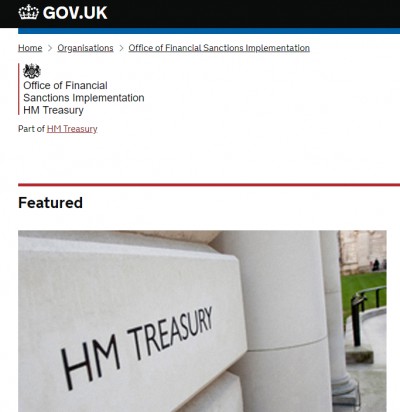 GOV.UK
Home > Organisations > Office of Financial Sanctions Implementation
Office of Financial
Sanctions Implementation
HM Treasury
Part of HM Treasury
Featured
HM TREASURY